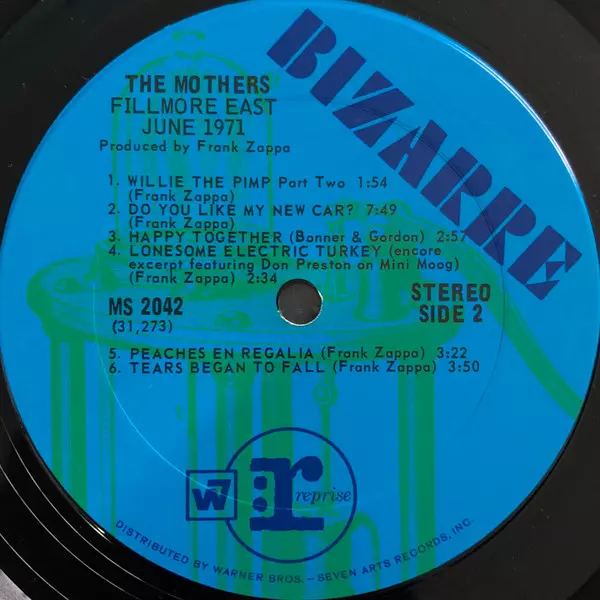 BIZARRE
THE MOTHERS
FILLMORE EAST
JUNE 1971
Produced by Frank Zappa
1. WILLIE THE PIMP Part Two 1:54
(Frank Zappa)
2. DO YOU LIKE MY NEW CAR? 7:49
(Frank Zappa)
3. HAPPY TOGETHER (Bonner & Gordon) 2:57
4. LONESOME ELECTRIC TURKEY (encore
excerpt featuring Don Preston on Mini Moog)
(Frank Zappa) 2:34
MS 2042
(31,273)
STEREO
SIDE 2
5. PEACHES EN REGALIA (Frank Zappa) 3:22
6. TEARS BEGAN TO FALL (Frank Zappa) 3:50
W7
r:
reprise
DISTRIBUTED BY WARNER BROS. – SEVEN ARTS RECORDS, INC.